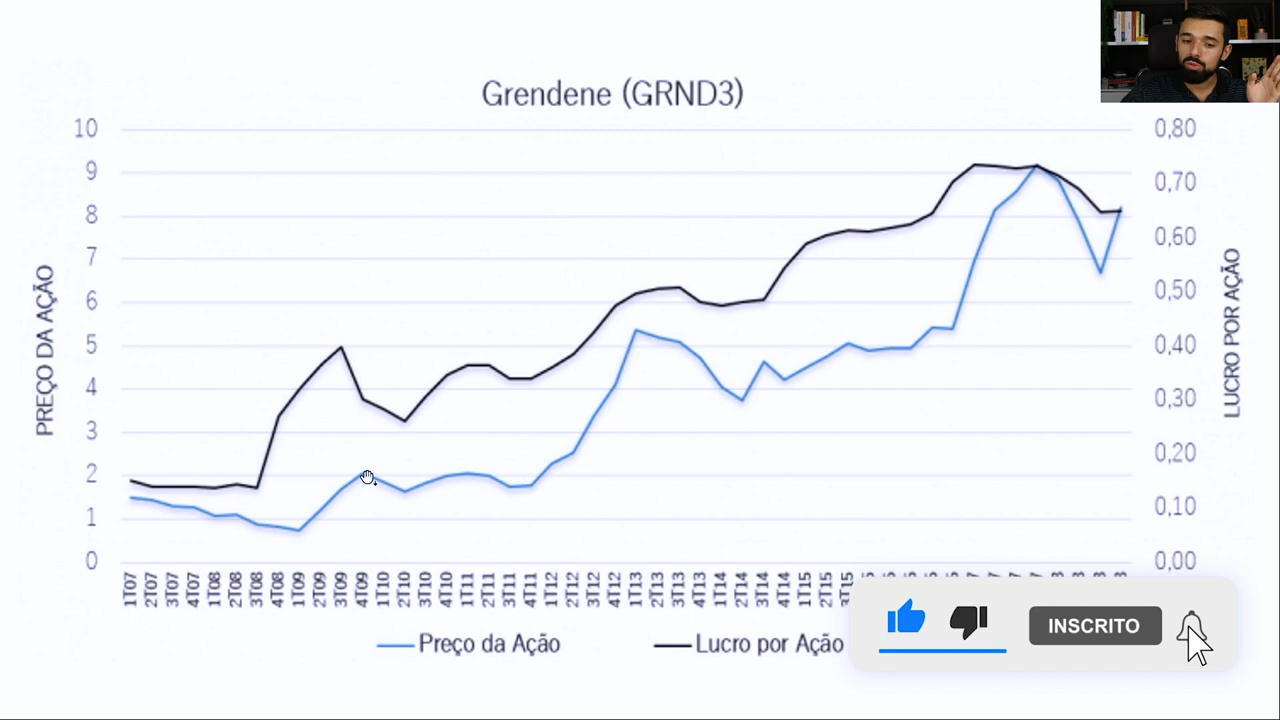 Grendene (GRND3)
10
9
8
7
6
5
4
3
2
1
0
PREÇO DA AÇÃO
0,80
0,70
0,60
0,50
0,40
0,30
0,20
0,10
0,00
LUCRO POR AÇÃO
1T07 2T07 3T07 4T07 1T08 2T08 3T08 4T08 1T09 2T09 3T09 4T09 1T10 2T10 3T10 4T10 1T11 2T11 3T11 4T11 1T12 2T12 3T12 4T12 1T13 2T13 3T13 4T13 1T14 2T14 3T14 4T14 1T15 2T15 3T15
Preço da Ação
Lucro por Ação
INSCRITO